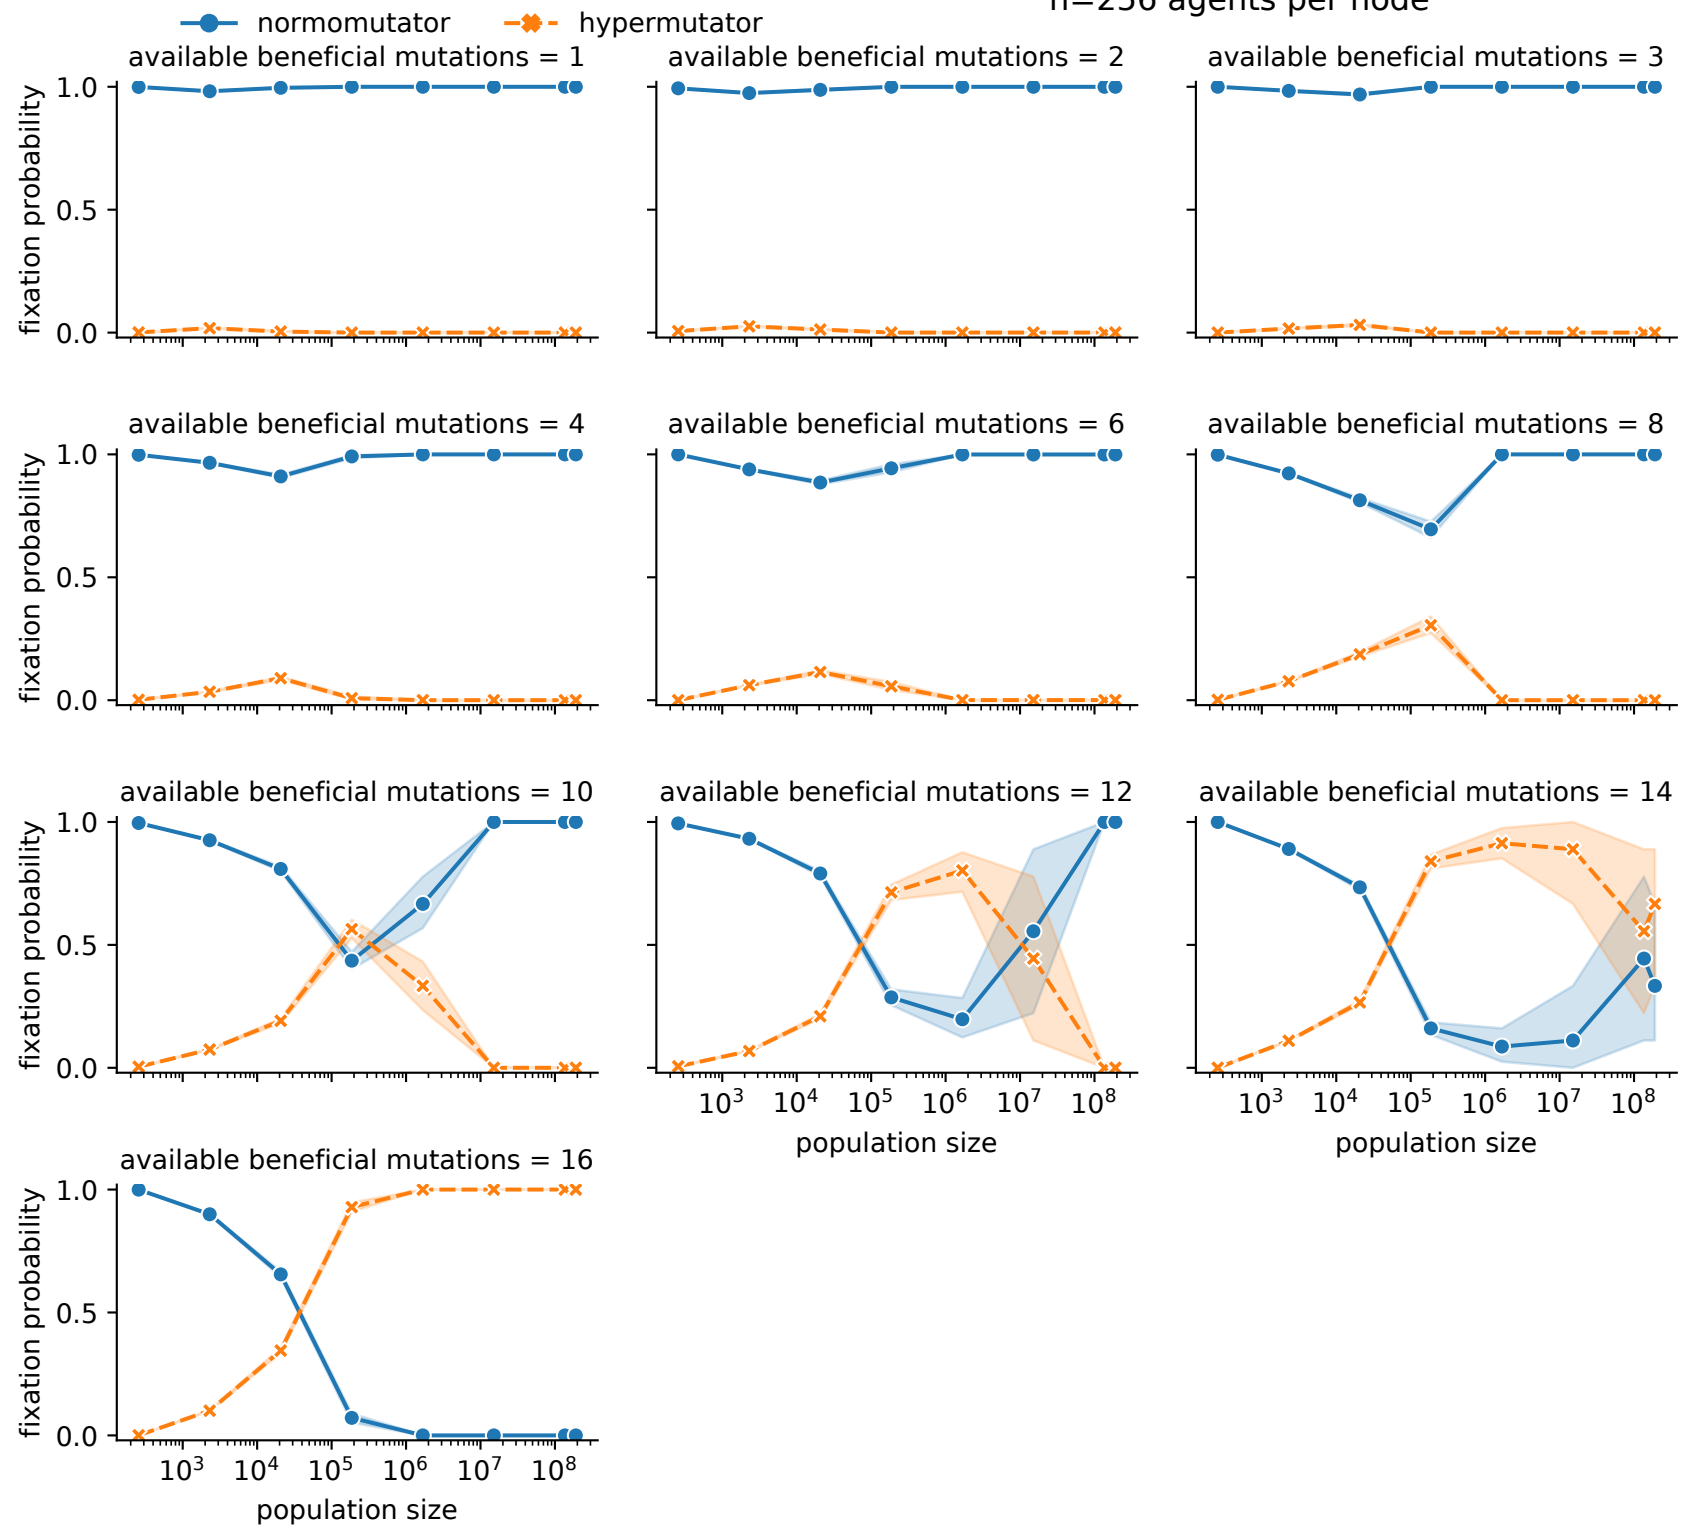 n=256 agents per node
normomutator hypermutator
available beneficial mutations = 1
available beneficial mutations = 2
available beneficial mutations = 3
fixation probability
1.0
0.5
0.0
available beneficial mutations = 4
available beneficial mutations = 6
available beneficial mutations = 8
fixation probability
1.0
0.5
0.0
available beneficial mutations = 10
available beneficial mutations = 12
available beneficial mutations = 14
fixation probability
1.0
0.5
0.0
10³ 10⁴ 10⁵ 10⁶ 10⁷ 10⁸
population size
10³ 10⁴ 10⁵ 10⁶ 10⁷ 10⁸
population size
available beneficial mutations = 16
fixation probability
1.0
0.5
0.0
10³ 10⁴ 10⁵ 10⁶ 10⁷ 10⁸
population size